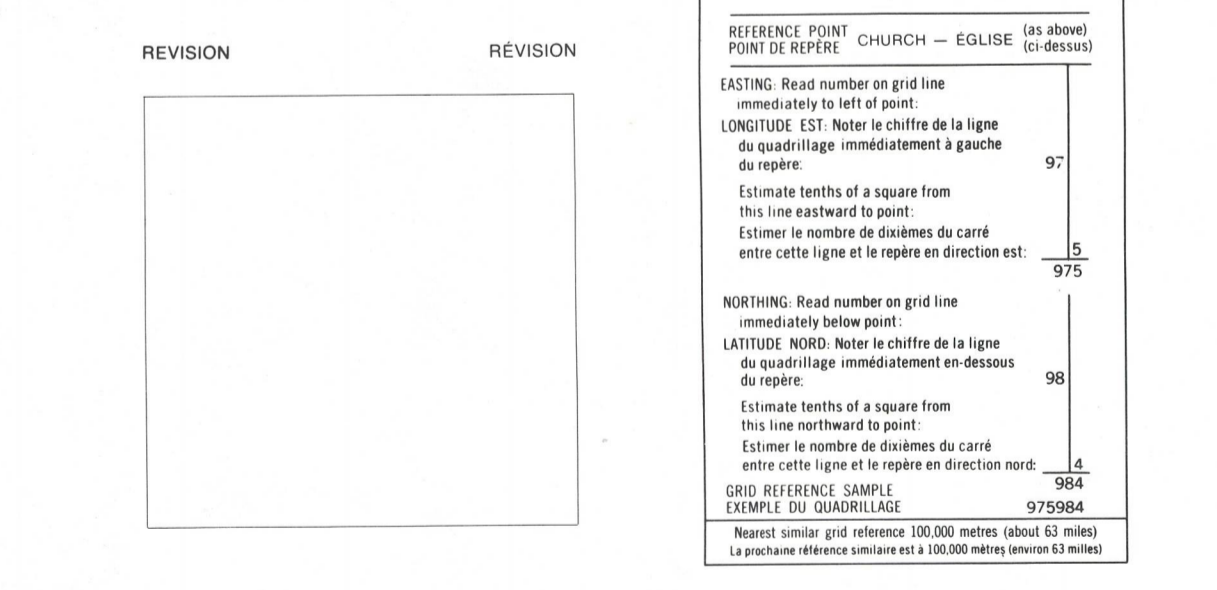 REVISION RÉVISION
REFERENCE POINT CHURCH — ÉGLISE (as above)
POINT DE REPÈRE (ci-dessus)
EASTING: Read number on grid line
immediately to left of point:
LONGITUDE EST: Noter le chiffre de la ligne
du quadrillage immédiatement à gauche
du repère: 97
Estimate tenths of a square from
this line eastward to point:
Estimer le nombre de dixièmes du carré
entre cette ligne et le repère en direction est: 5
975
NORTHING: Read number on grid line
immediately below point:
LATITUDE NORD: Noter le chiffre de la ligne
du quadrillage immédiatement en-dessous
du repère: 98
Estimate tenths of a square from
this line northward to point:
Estimer le nombre de dixièmes du carré
entre cette ligne et le repère en direction nord: 4
984
GRID REFERENCE SAMPLE
EXEMPLE DU QUADRILLAGE 975984
Nearest similar grid reference 100,000 metres (about 63 miles)
La prochaine référence similaire est à 100,000 mètres (environ 63 milles)